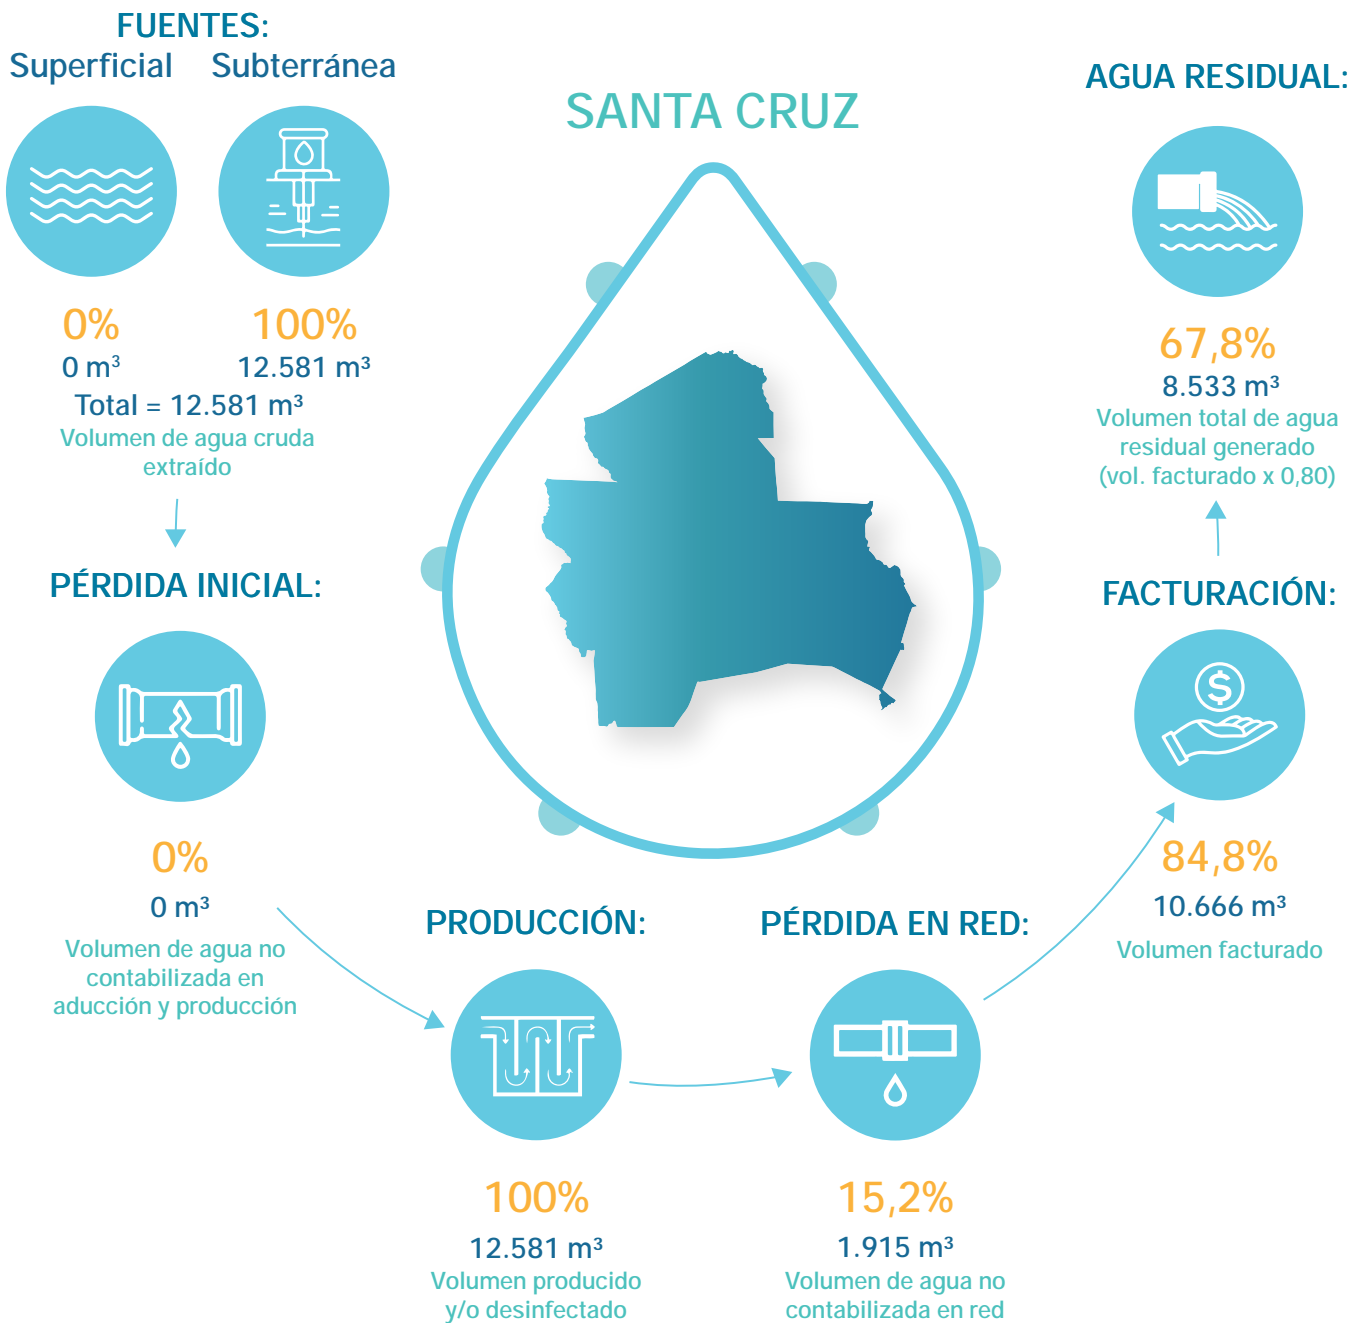 SANTA CRUZ
FUENTES:
Superficial
Subterránea
0%
0 m³
100%
12.581 m³
Total = 12.581 m³
Volumen de agua cruda
extraído
PÉRDIDA INICIAL:
0%
0 m³
Volumen de agua no
contabilizada en
aducción y producción
PRODUCCIÓN:
100%
12.581 m³
Volumen producido
y/o desinfectado
PÉRDIDA EN RED:
15,2%
1.915 m³
Volumen de agua no
contabilizada en red
FACTURACIÓN:
$
84,8%
10.666 m³
Volumen facturado
AGUA RESIDUAL:
67,8%
8.533 m³
Volumen total de agua
residual generado
(vol. facturado x 0,80)